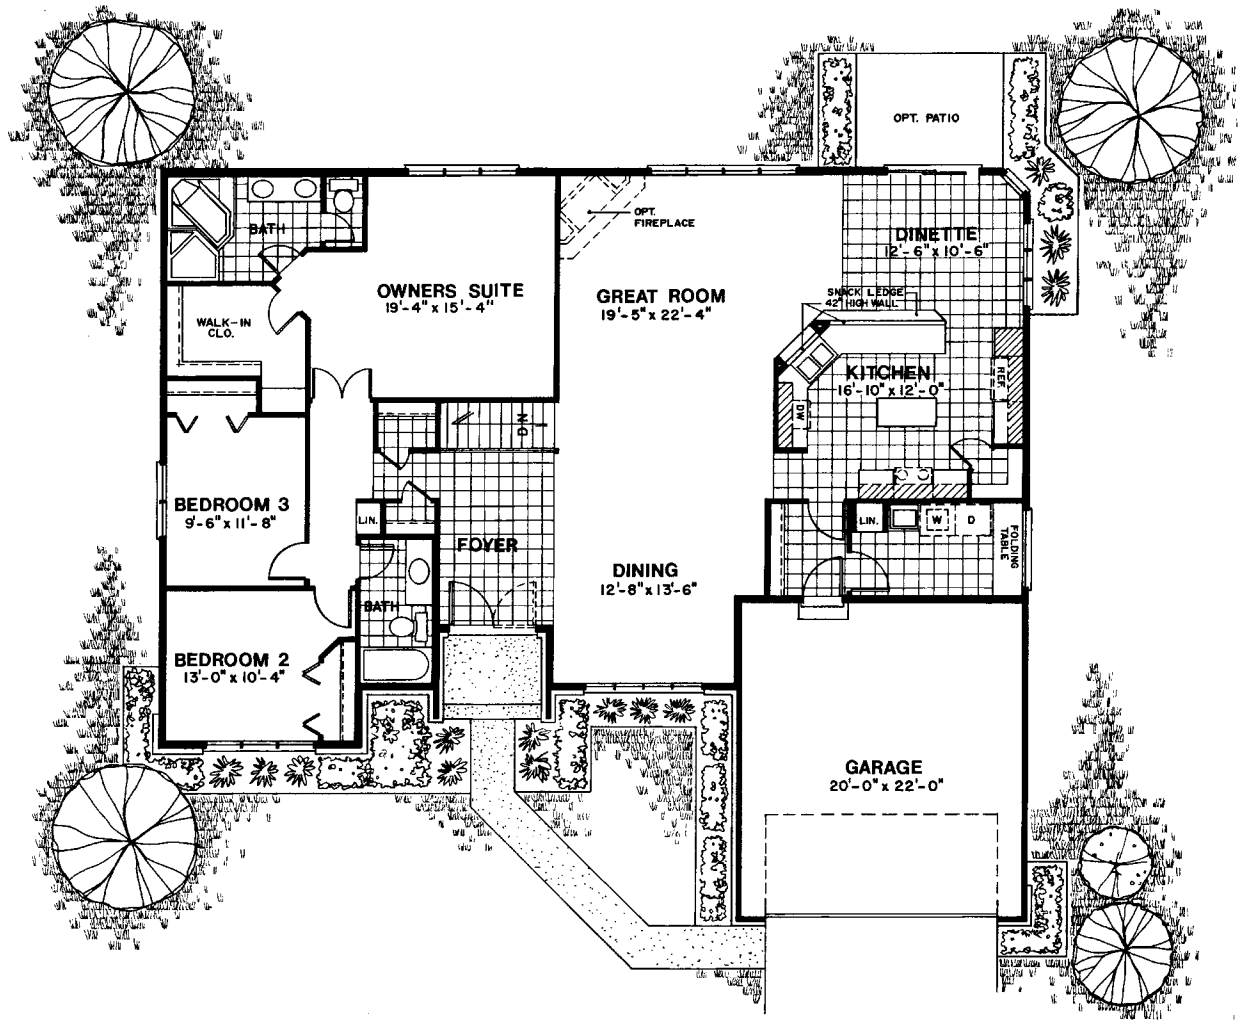 OPT. PATIO
OPT.
FIREPLACE
BATH
DINETTE
12'-6" x 10'-6"
OWNERS SUITE
19'-4" x 15'-4"
GREAT ROOM
19'-5" x 22'-4"
SNACK LEDGE
42" HIGH WALL
WALK-IN
CLO.
KITCHEN
16'-10" x 12'-0"
REF.
DW
DN
BEDROOM 3
9'-6" x 11'-8"
LIN.
FOYER
LIN.
W
D
FOLDING
TABLE
DINING
12'-8" x 13'-6"
BATH
BEDROOM 2
13'-0" x 10'-4"
GARAGE
20'-0" x 22'-0"